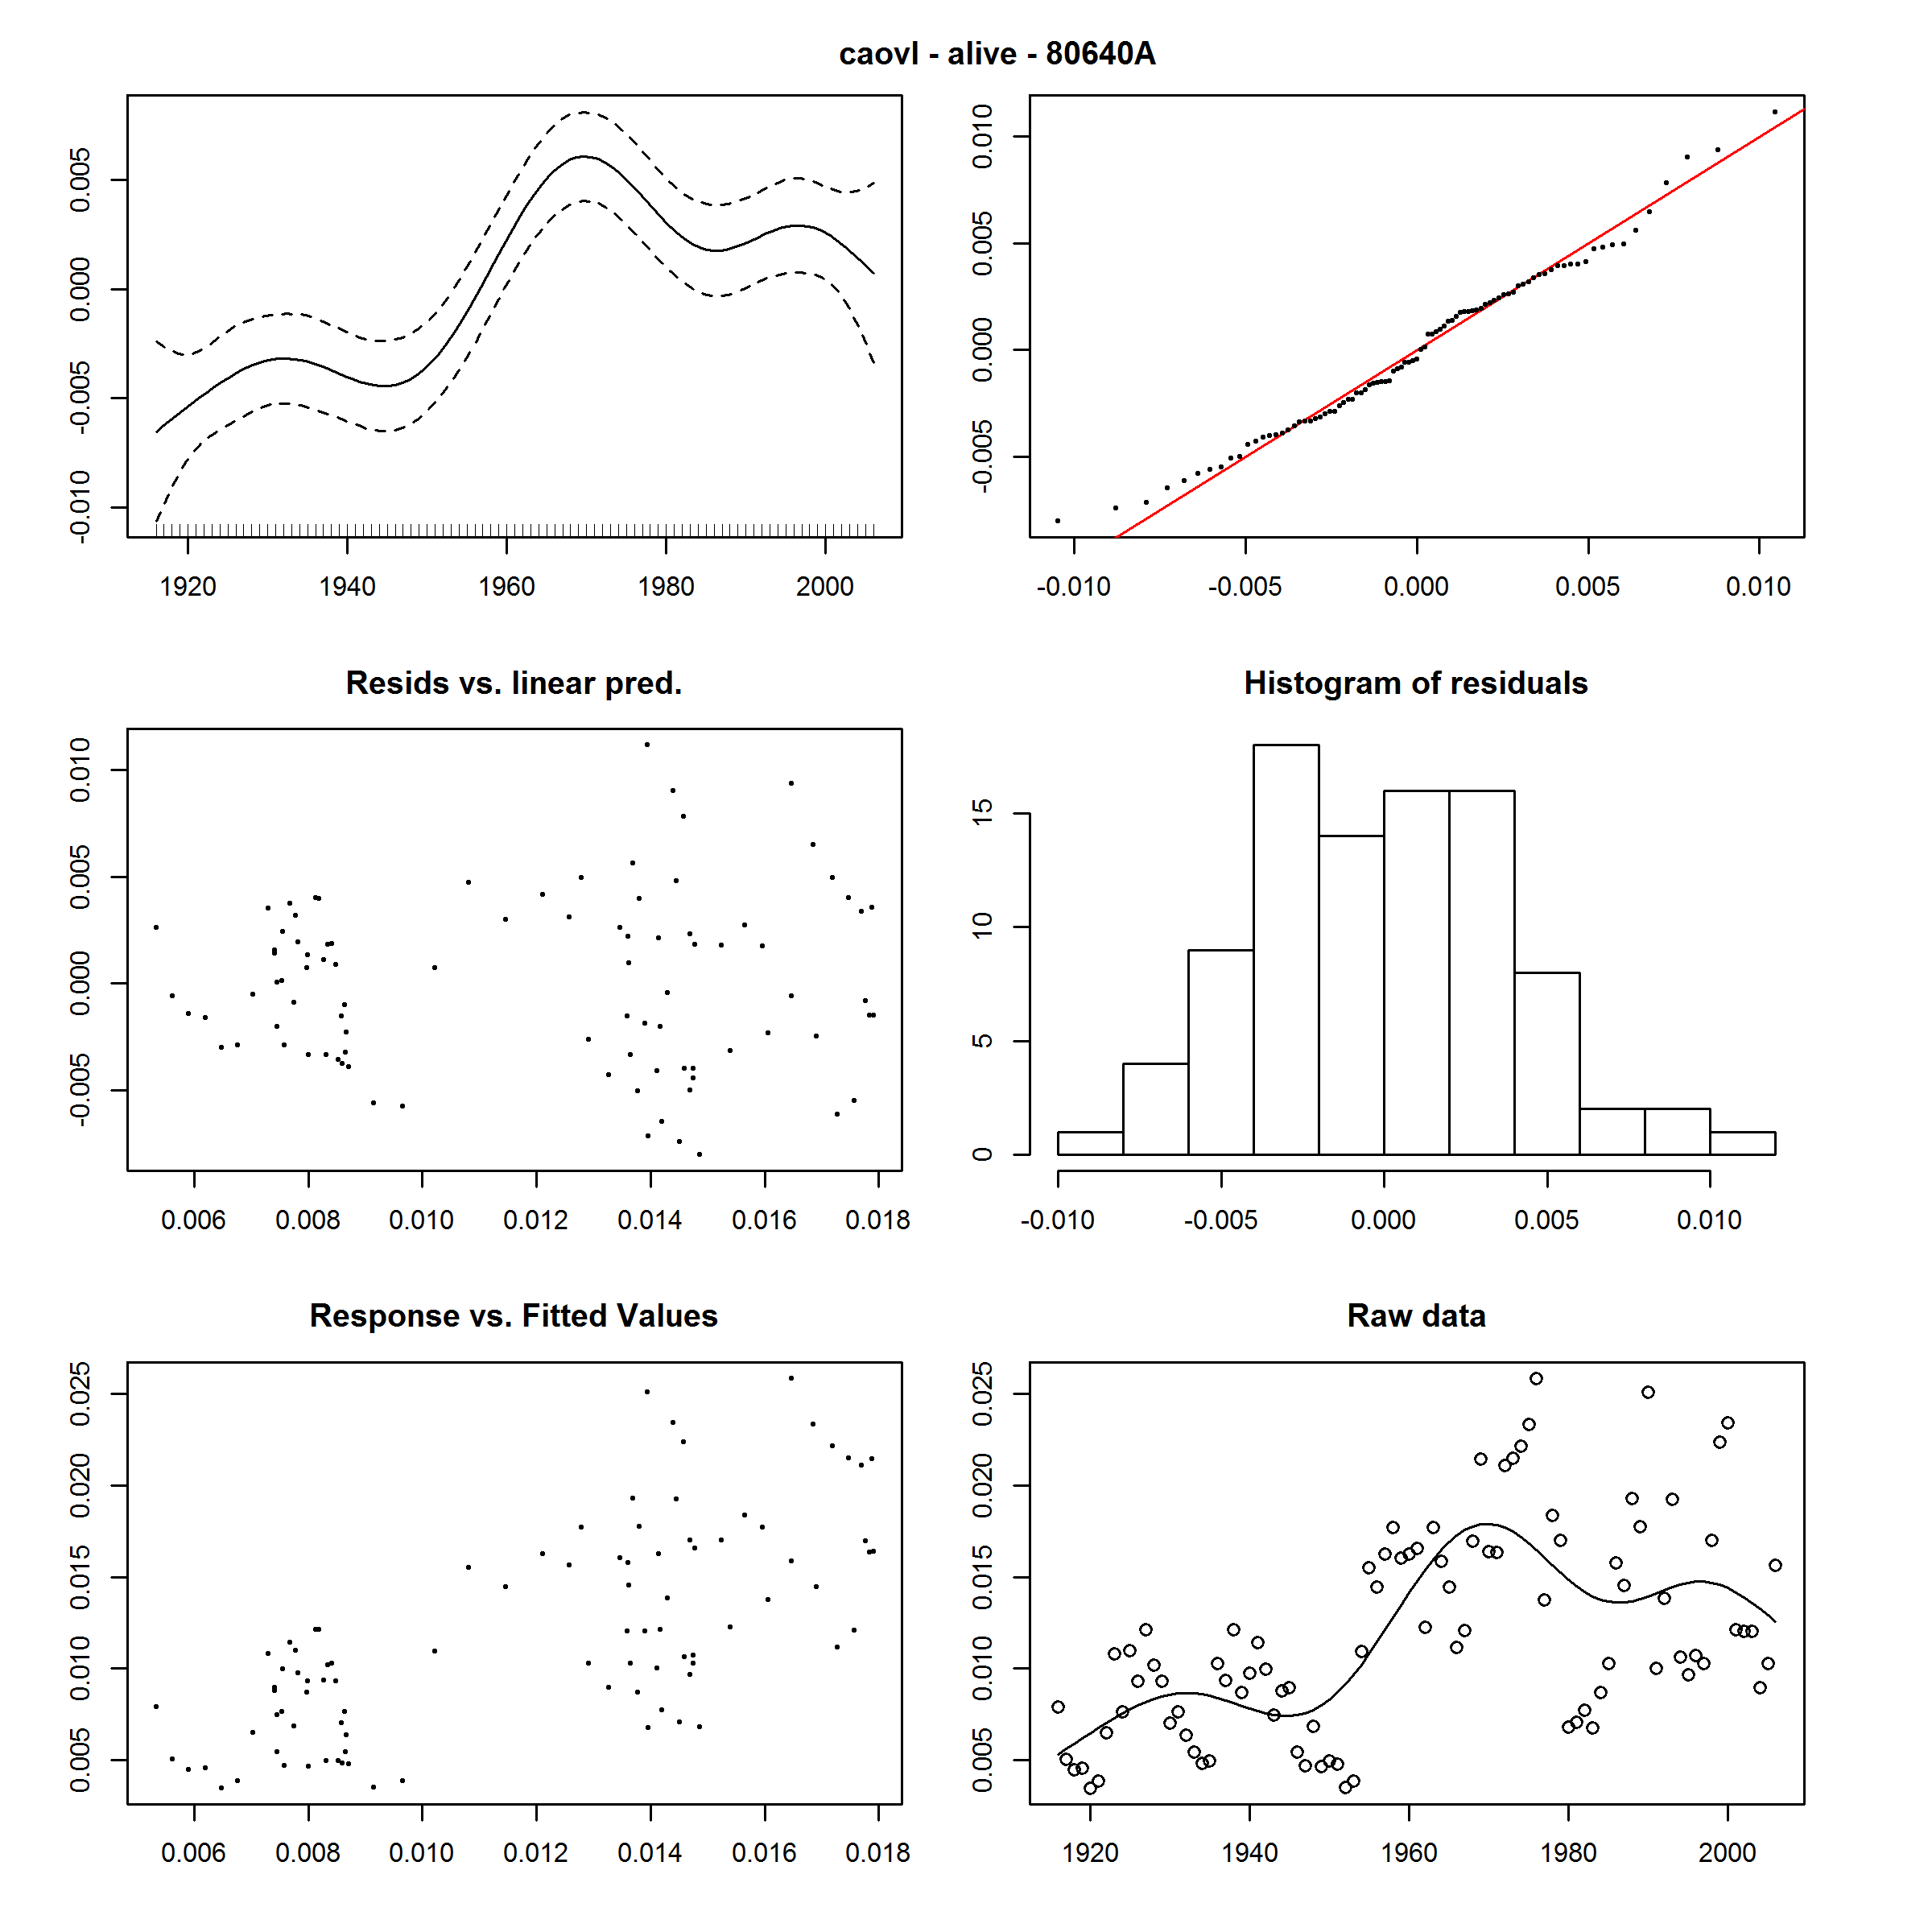 caovl - alive - 80640A
0.005
0.000
-0.005
-0.010
1920 1940 1960 1980 2000
0.010
0.005
0.000
-0.005
-0.010 -0.005 0.000 0.005 0.010
Resids vs. linear pred.
0.010
0.005
0.000
-0.005
0.006 0.008 0.010 0.012 0.014 0.016 0.018
Histogram of residuals
15
10
5
0
-0.010 -0.005 0.000 0.005 0.010
Response vs. Fitted Values
0.025
0.020
0.015
0.010
0.005
0.006 0.008 0.010 0.012 0.014 0.016 0.018
Raw data
0.025
0.020
0.015
0.010
0.005
1920 1940 1960 1980 2000